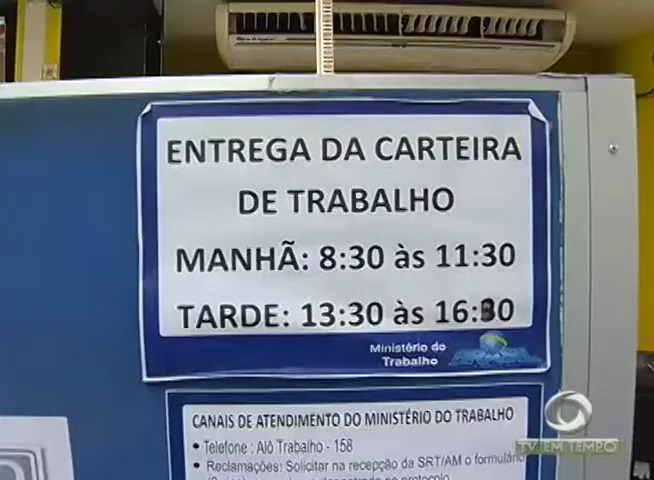 ENTREGA DA CARTEIRA
DE TRABALHO
MANHÃ: 8:30 às 11:30
TARDE: 13:30 às 16:30
Ministério do
Trabalho
CANAIS DE ATENDIMENTO DO MINISTÉRIO DO TRABALHO
• Telefone : Alô Trabalho - 158
• Reclamações: Solicitar na recepção da SRT/AM o formulário
TV EM TEMPO